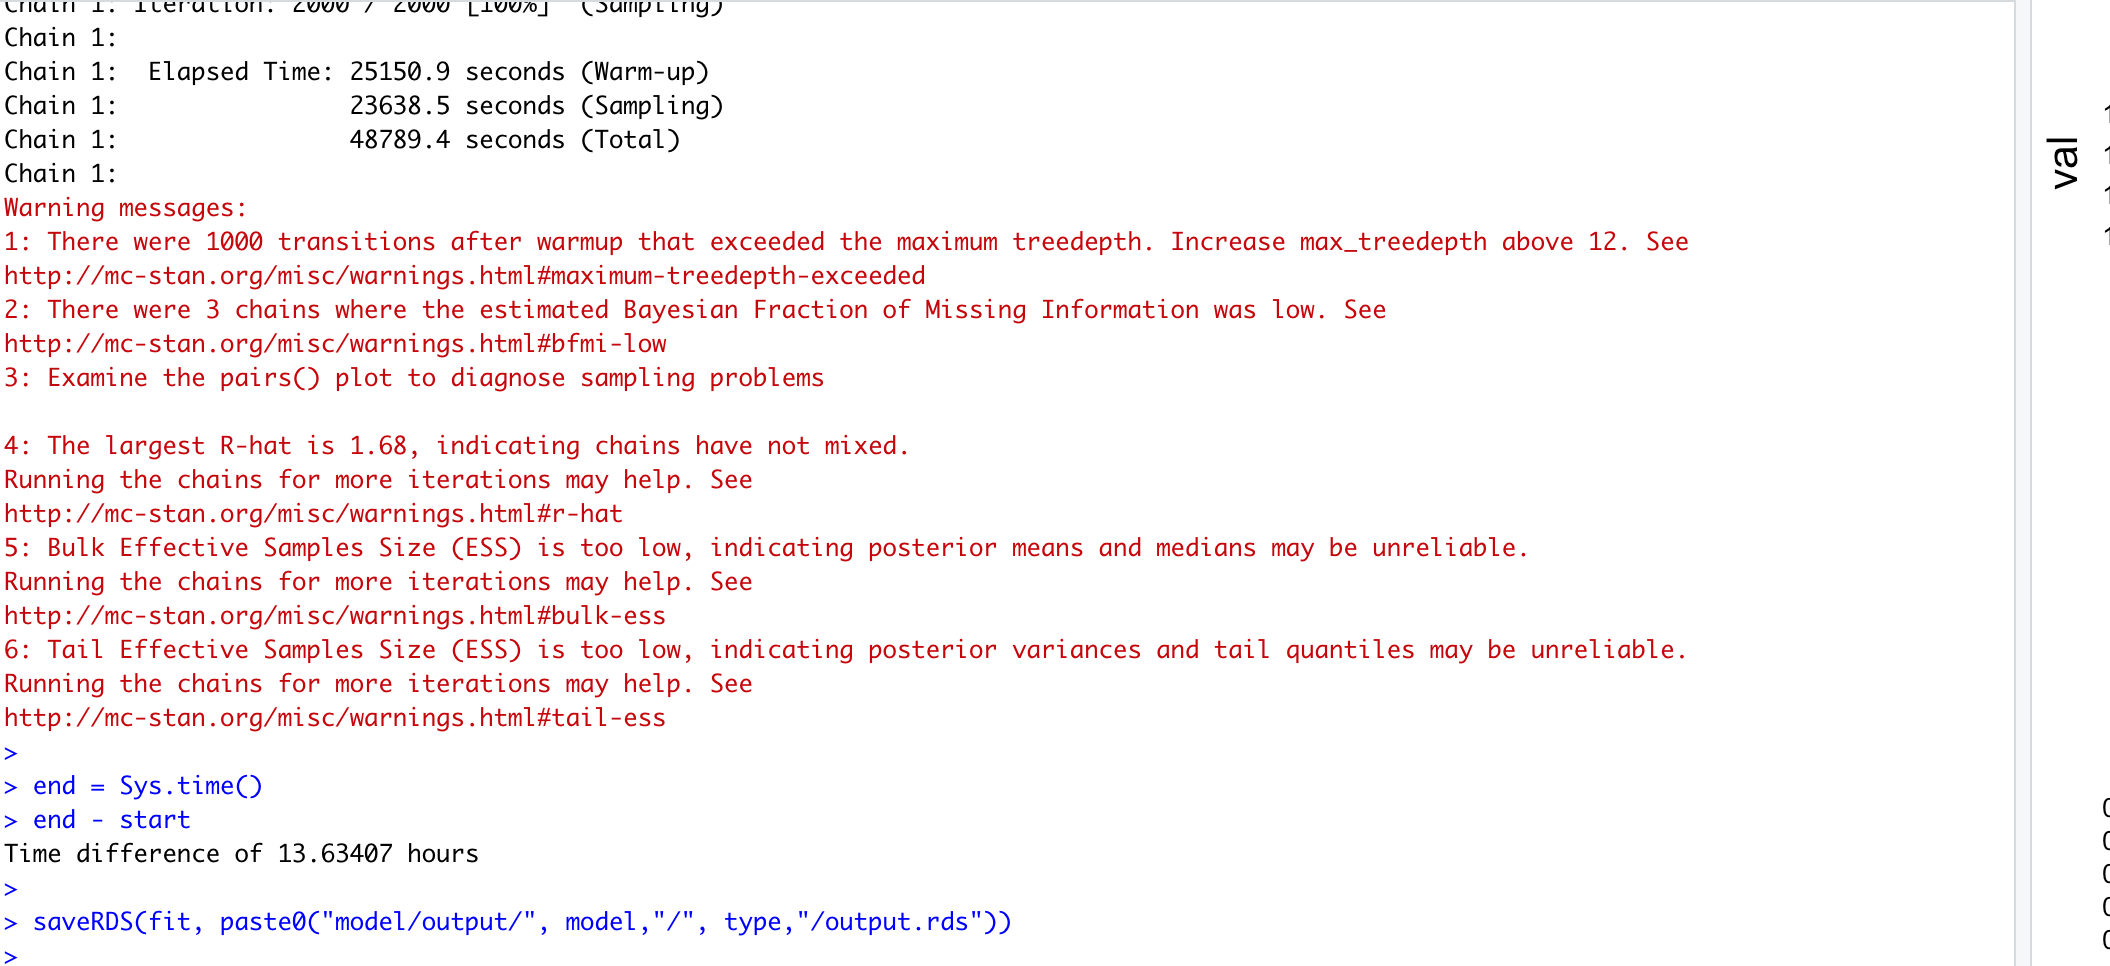 Chain 1: Iteration: 2000 / 2000 [100%]  (Sampling)
Chain 1:
Chain 1:  Elapsed Time: 25150.9 seconds (Warm-up)
Chain 1:                23638.5 seconds (Sampling)
Chain 1:                48789.4 seconds (Total)
Chain 1:
Warning messages:
1: There were 1000 transitions after warmup that exceeded the maximum treedepth. Increase max_treedepth above 12. See
http://mc-stan.org/misc/warnings.html#maximum-treedepth-exceeded
2: There were 3 chains where the estimated Bayesian Fraction of Missing Information was low. See
http://mc-stan.org/misc/warnings.html#bfmi-low
3: Examine the pairs() plot to diagnose sampling problems

4: The largest R-hat is 1.68, indicating chains have not mixed.
Running the chains for more iterations may help. See
http://mc-stan.org/misc/warnings.html#r-hat
5: Bulk Effective Samples Size (ESS) is too low, indicating posterior means and medians may be unreliable.
Running the chains for more iterations may help. See
http://mc-stan.org/misc/warnings.html#bulk-ess
6: Tail Effective Samples Size (ESS) is too low, indicating posterior variances and tail quantiles may be unreliable.
Running the chains for more iterations may help. See
http://mc-stan.org/misc/warnings.html#tail-ess
>
> end = Sys.time()
> end - start
Time difference of 13.63407 hours
>
> saveRDS(fit, paste0("model/output/", model,"/", type,"/output.rds"))
>
val